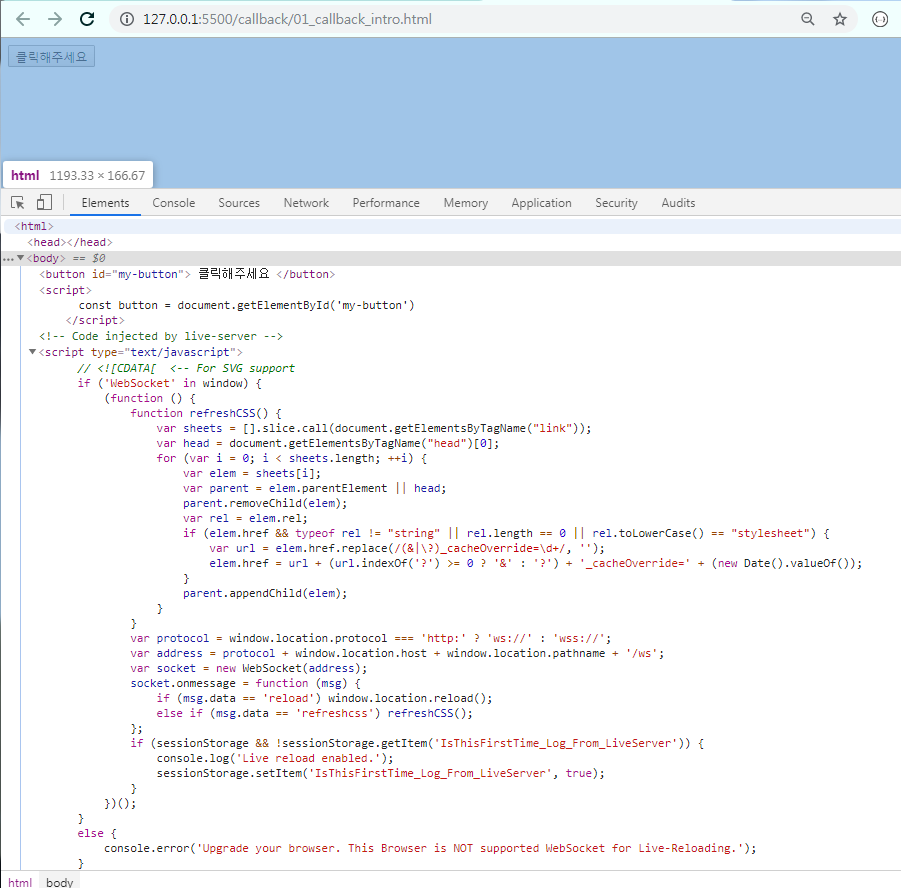 127.0.0.1:5500/callback/01_callback_intro.html
클릭해주세요
html 1193.33 × 166.67
Elements Console Sources Network Performance Memory Application Security Audits
<html>
<head></head>
... ▼<body> == $0
<button id="my-button"> 클릭해주세요 </button>
<script>
const button = document.getElementById('my-button')
</script>
<!-- Code injected by live-server -->
▼<script type="text/javascript">
// <![CDATA[  <-- For SVG support
if ('WebSocket' in window) {
(function () {
function refreshCSS() {
var sheets = [].slice.call(document.getElementsByTagName("link"));
var head = document.getElementsByTagName("head")[0];
for (var i = 0; i < sheets.length; ++i) {
var elem = sheets[i];
var parent = elem.parentElement || head;
parent.removeChild(elem);
var rel = elem.rel;
if (elem.href && typeof rel != "string" || rel.length == 0 || rel.toLowerCase() == "stylesheet") {
var url = elem.href.replace(/(&|\?)_cacheOverride=\d+/, '');
elem.href = url + (url.indexOf('?') >= 0 ? '&' : '?') + '_cacheOverride=' + (new Date().valueOf());
}
parent.appendChild(elem);
}
}
var protocol = window.location.protocol === 'http:' ? 'ws://' : 'wss://';
var address = protocol + window.location.host + window.location.pathname + '/ws';
var socket = new WebSocket(address);
socket.onmessage = function (msg) {
if (msg.data == 'reload') window.location.reload();
else if (msg.data == 'refreshcss') refreshCSS();
};
if (sessionStorage && !sessionStorage.getItem('IsThisFirstTime_Log_From_LiveServer')) {
console.log('Live reload enabled.');
sessionStorage.setItem('IsThisFirstTime_Log_From_LiveServer', true);
}
})();
}
else {
console.error('Upgrade your browser. This Browser is NOT supported WebSocket for Live-Reloading.');
}
html body